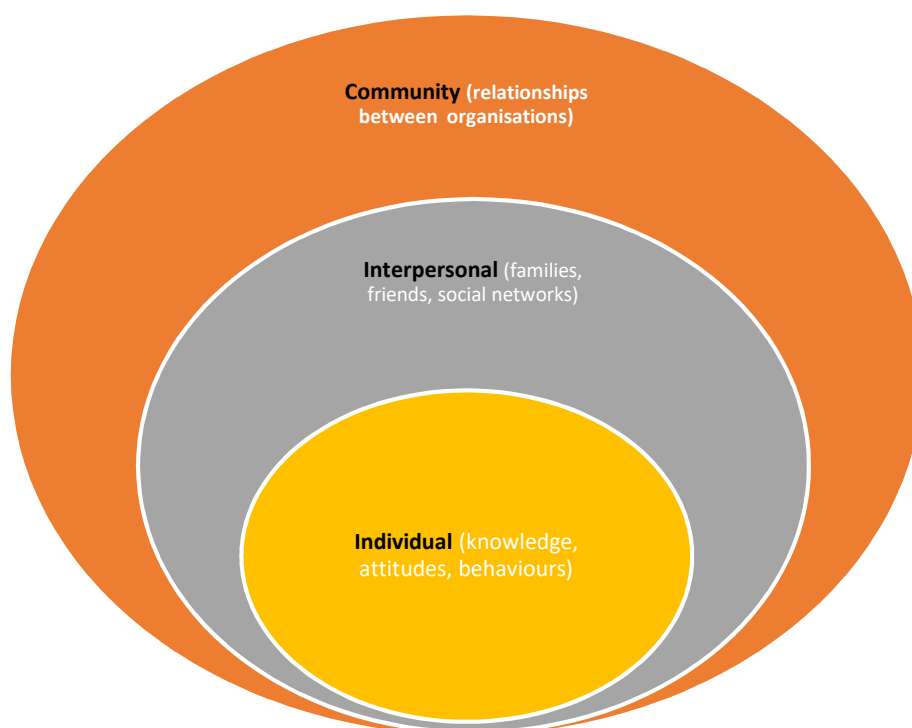 Community (relationships
between organisations)
Interpersonal (families,
friends, social networks)
Individual (knowledge,
attitudes, behaviours)